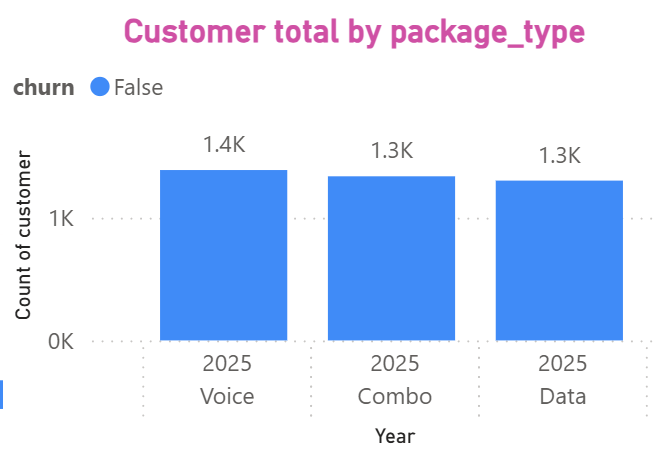 Customer total by package_type
churn False
1.4K
1.3K
1.3K
Count of customer
1K
0K
2025 2025 2025
Voice Combo Data
Year